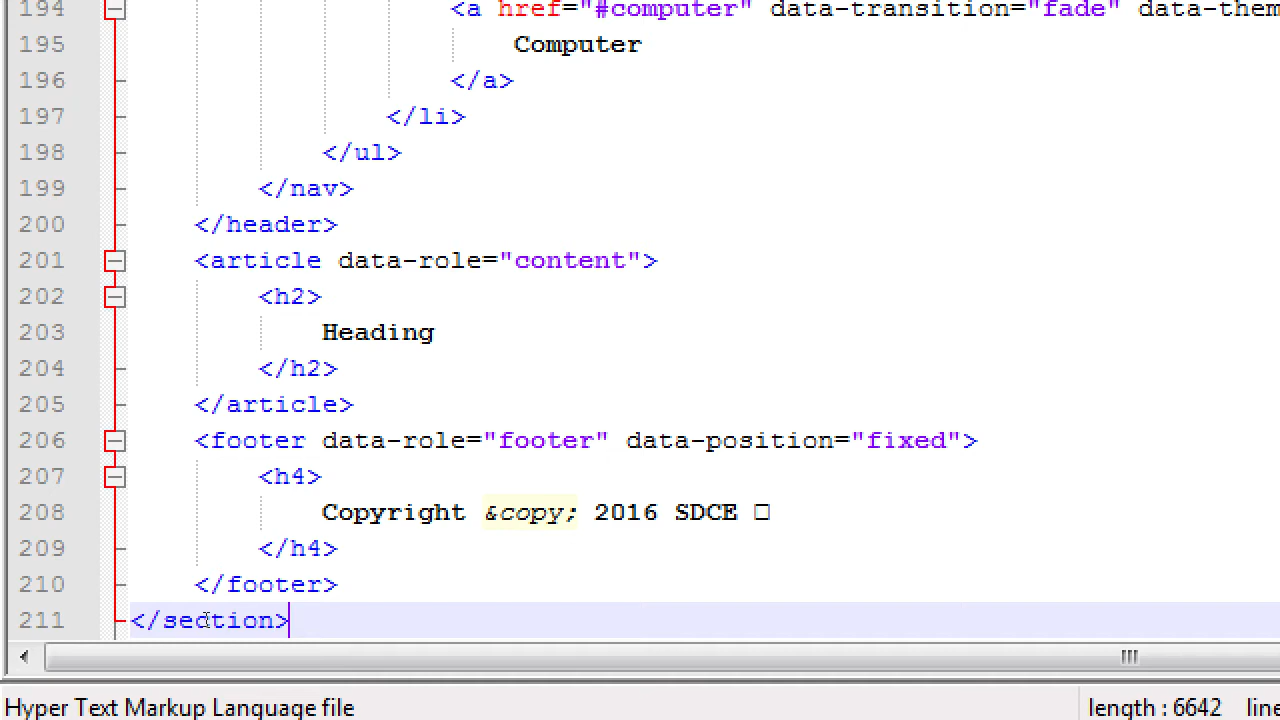 194 <a href="#computer" data-transition="fade" data-them
195 Computer
196 </a>
197 </li>
198 </ul>
199 </nav>
200 </header>
201 <article data-role="content">
202 <h2>
203 Heading
204 </h2>
205 </article>
206 <footer data-role="footer" data-position="fixed">
207 <h4>
208 Copyright &copy; 2016 SDCE □
209 </h4>
210 </footer>
211 </section>
Hyper Text Markup Language file length : 6642 line